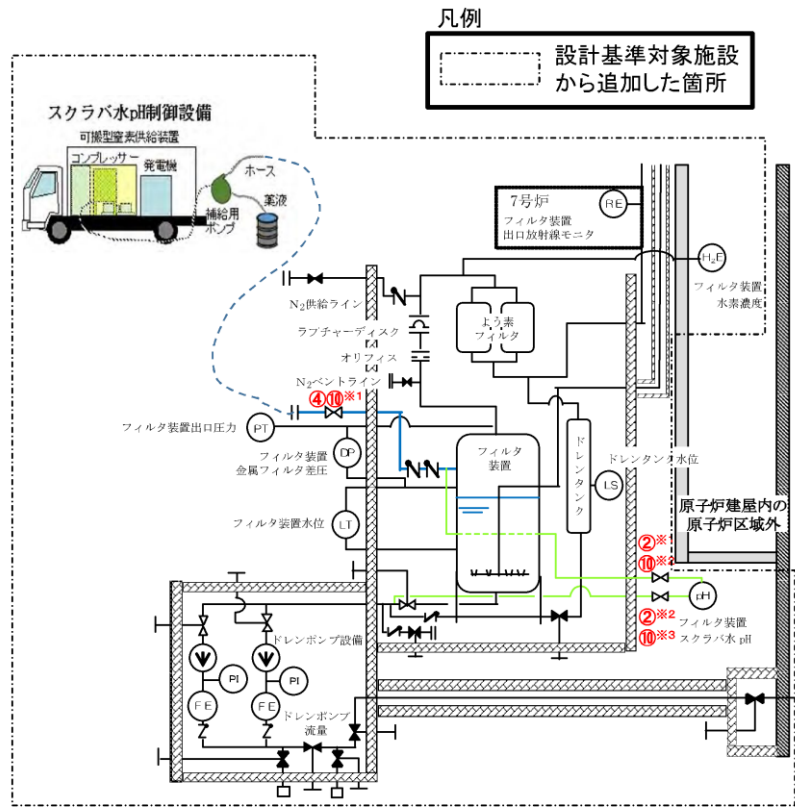 凡例
設計基準対象施設
から追加した箇所
スクラバ水pH制御設備
可搬型窒素供給装置
コンプレッサー
発電機
ホース
薬液
補給用
ポンプ
7号炉
フィルタ装置
出口放射線モニタ
RE
H₂E
フィルタ装置
水素濃度
N₂供給ライン
ラプチャーディスク
よう素
フィルタ
オリフィス
N₂ベントライン
④⑩※1
フィルタ装置出口圧力
PT
フィルタ装置
金属フィルタ差圧
DP
フィルタ
装置
ドレンタンク
ドレンタンク水位
LS
フィルタ装置水位
LT
原子炉建屋内の
原子炉区域外
②※1
⑩※2
pH
②※2
⑩※3
フィルタ装置
スクラバ水 pH
ドレンポンプ設備
PI
PI
FE
FE
ドレンポンプ
流量